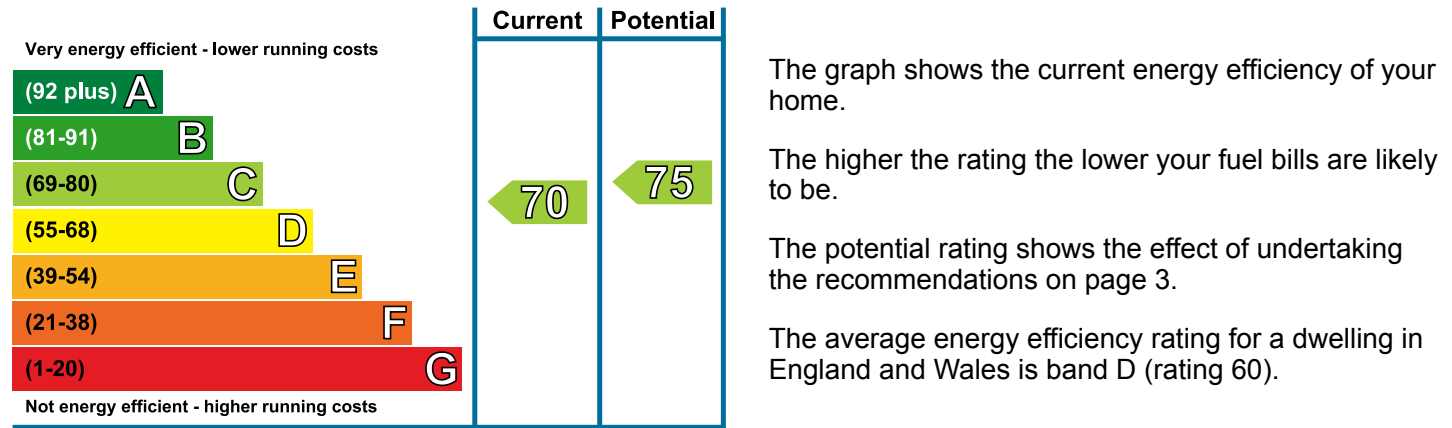 Current Potential
Very energy efficient - lower running costs
(92 plus) A
(81-91) B
(69-80) C
(55-68) D
(39-54) E
(21-38) F
(1-20) G
Not energy efficient - higher running costs
70
75
The graph shows the current energy efficiency of your
home.
The higher the rating the lower your fuel bills are likely
to be.
The potential rating shows the effect of undertaking
the recommendations on page 3.
The average energy efficiency rating for a dwelling in
England and Wales is band D (rating 60).